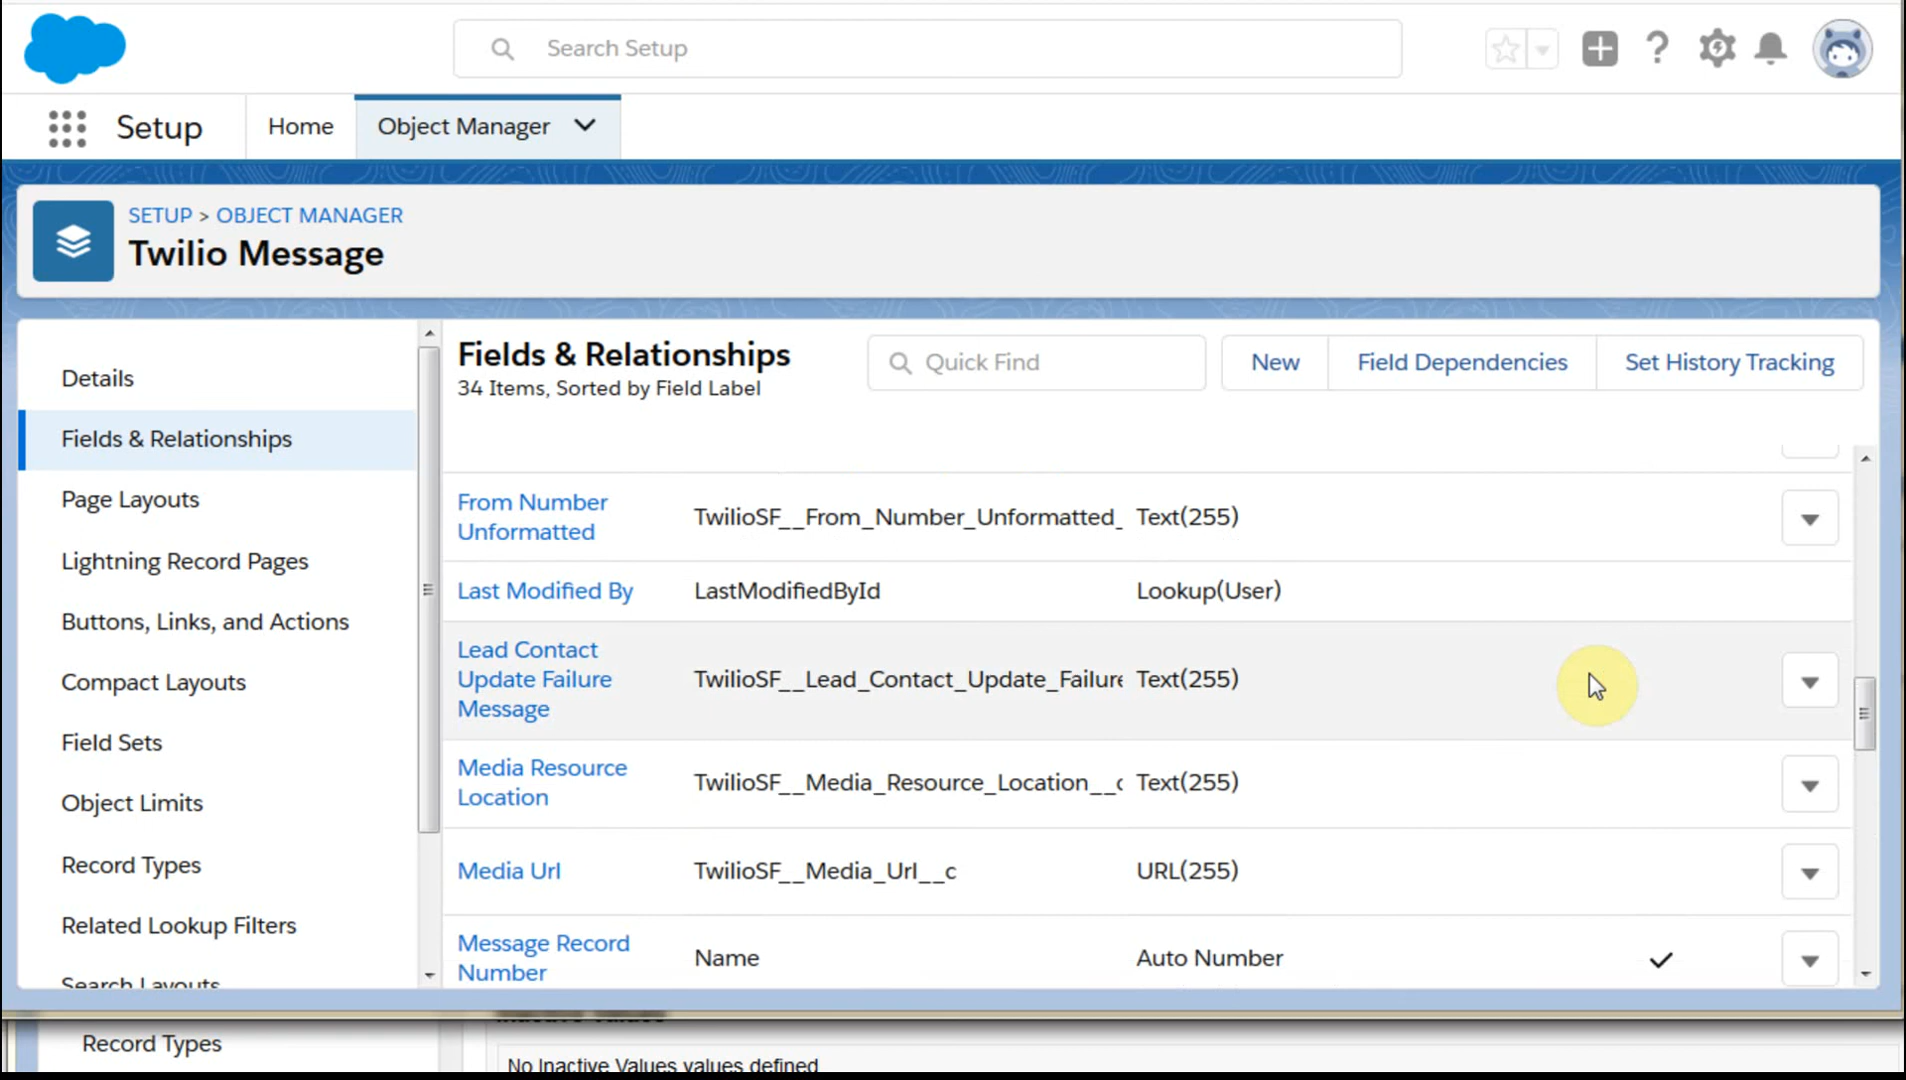 Search Setup
Setup
Home
Object Manager
SETUP > OBJECT MANAGER
Twilio Message
Details
Fields & Relationships
Page Layouts
Lightning Record Pages
Buttons, Links, and Actions
Compact Layouts
Field Sets
Object Limits
Record Types
Related Lookup Filters
Search Layouts
Fields & Relationships
34 Items, Sorted by Field Label
Quick Find
New
Field Dependencies
Set History Tracking
From Number
Unformatted
TwilioSF__From_Number_Unformatted_
Text(255)
Last Modified By
LastModifiedById
Lookup(User)
Lead Contact
Update Failure
Message
TwilioSF__Lead_Contact_Update_Failure
Text(255)
Media Resource
Location
TwilioSF__Media_Resource_Location__c
Text(255)
Media Url
TwilioSF__Media_Url__c
URL(255)
Message Record
Number
Name
Auto Number
Record Types
Inactive Values
No Inactive Values values defined